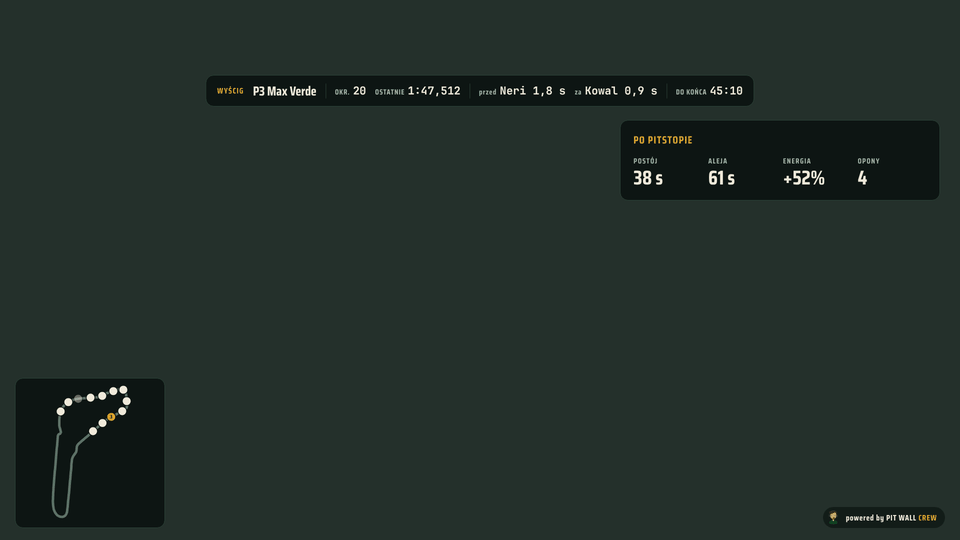 WYŚCIG P3 Max Verde OKR. 20 OSTATNIE 1:47,512 przed Neri 1,8 s za Kowal 0,9 s DO KOŃCA 45:10
PO PITSTOPIE
POSTÓJ ALEJA ENERGIA OPONY
38 s 61 s +52% 4
powered by PIT WALL CREW